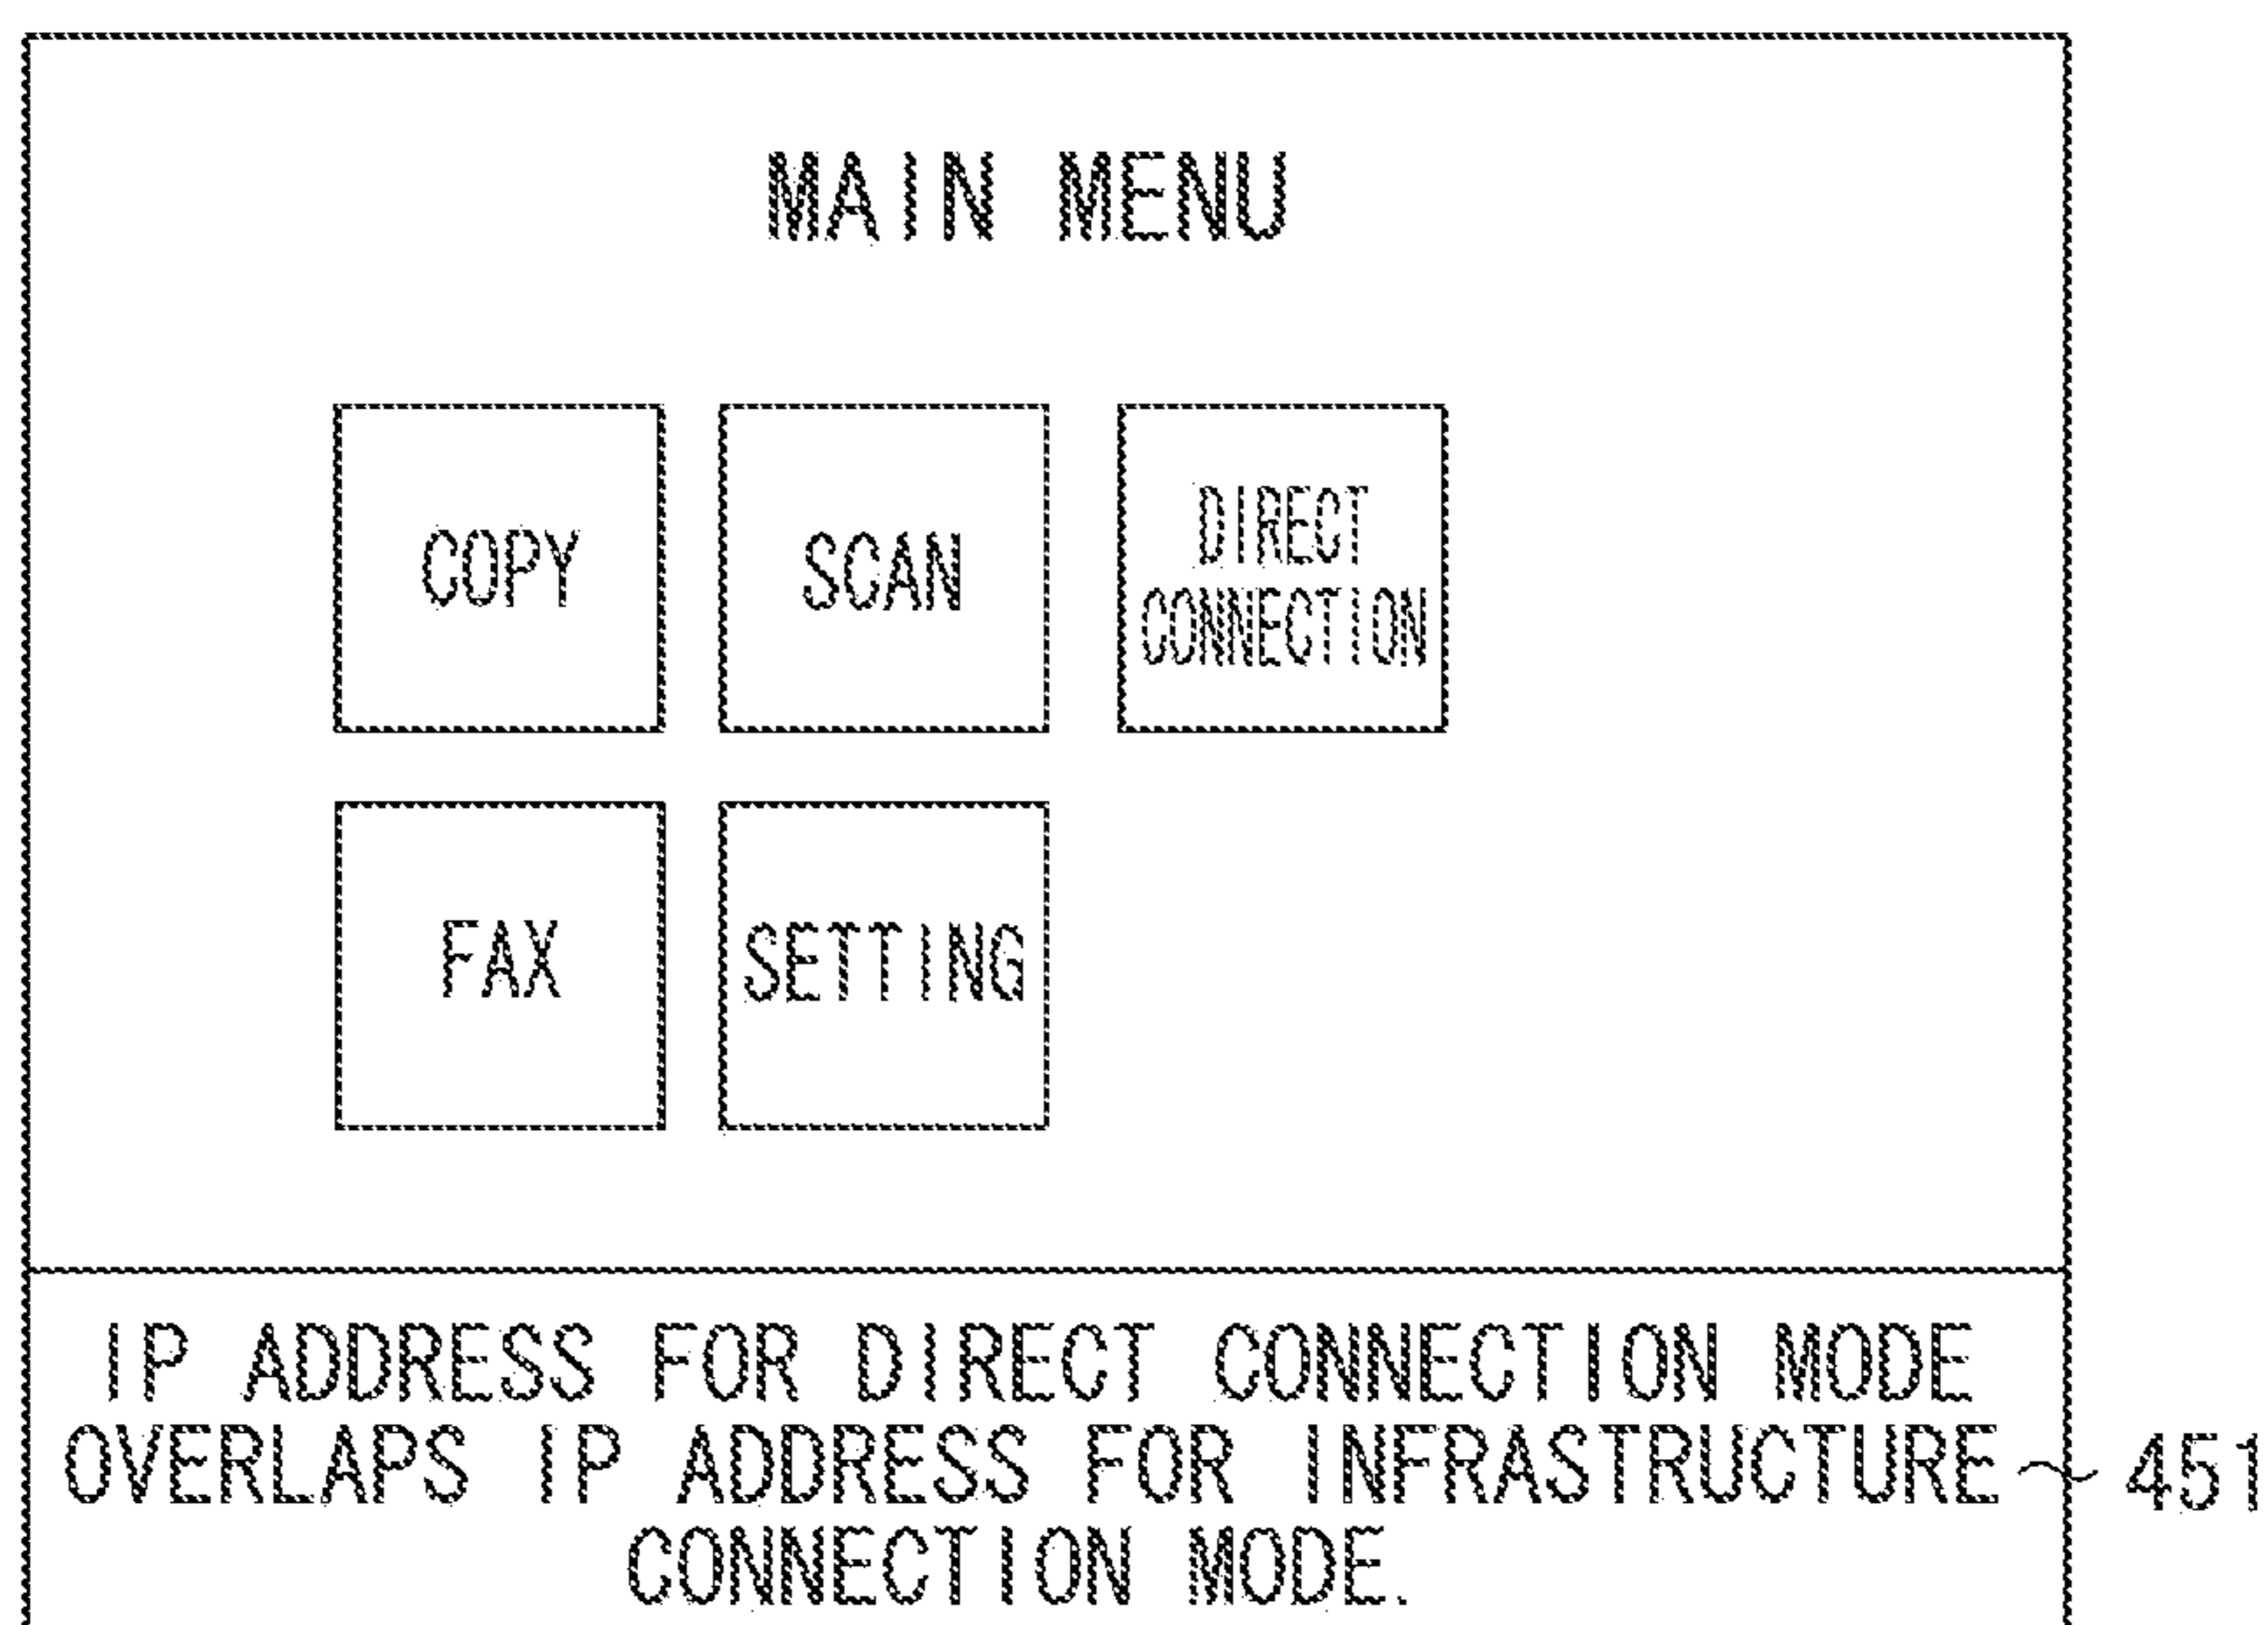 MAIN MENU
COPY
SCAN
DIRECT
CONNECTION
FAX
SETTING
IP ADDRESS FOR DIRECT CONNECTION MODE
OVERLAPS IP ADDRESS FOR INFRASTRUCTURE
CONNECTION MODE.
451